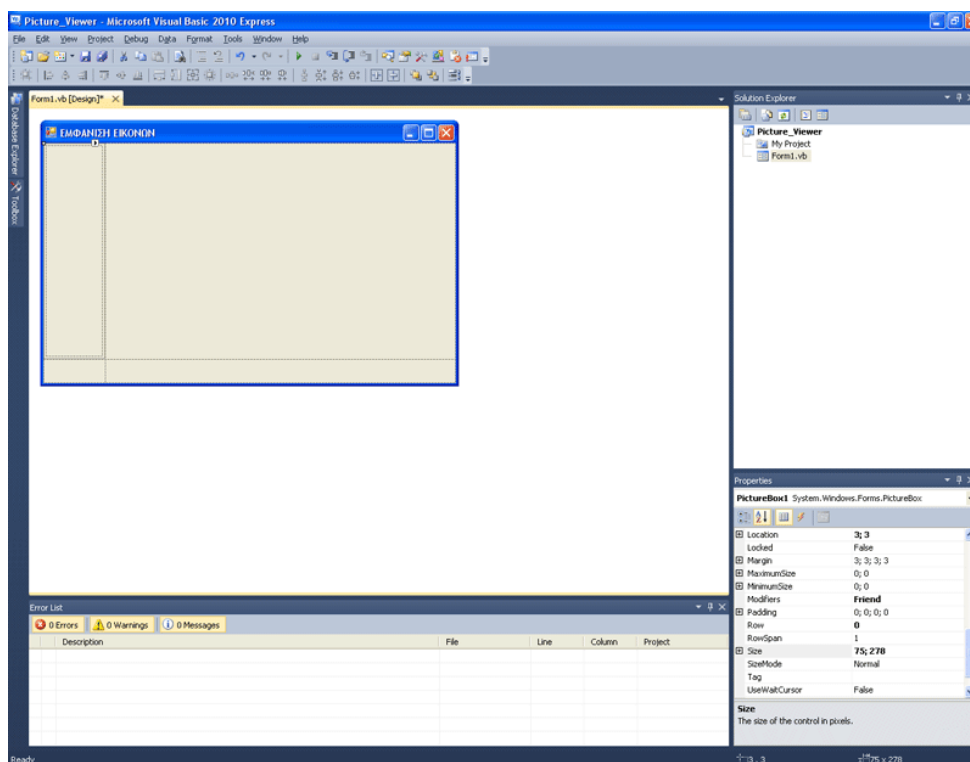 Picture_Viewer - Microsoft Visual Basic 2010 Express
File Edit View Project Debug Data Format Tools Window Help
Form1.vb [Design]*
Solution Explorer
Database Explorer
Toolbox
ΕΜΦΑΝΙΣΗ ΕΙΚΟΝΩΝ
Picture_Viewer
My Project
Form1.vb
Properties
PictureBox1 System.Windows.Forms.PictureBox
Location 3; 3
Locked False
Margin 3; 3; 3; 3
MaximumSize 0; 0
MinimumSize 0; 0
Modifiers Friend
Padding 0; 0; 0; 0
Row 0
RowSpan 1
Size 75; 278
SizeMode Normal
Tag
UseWaitCursor False
Size
The size of the control in pixels.
Error List
0 Errors 0 Warnings 0 Messages
Description File Line Column Project
Ready 3 , 3 75 x 278